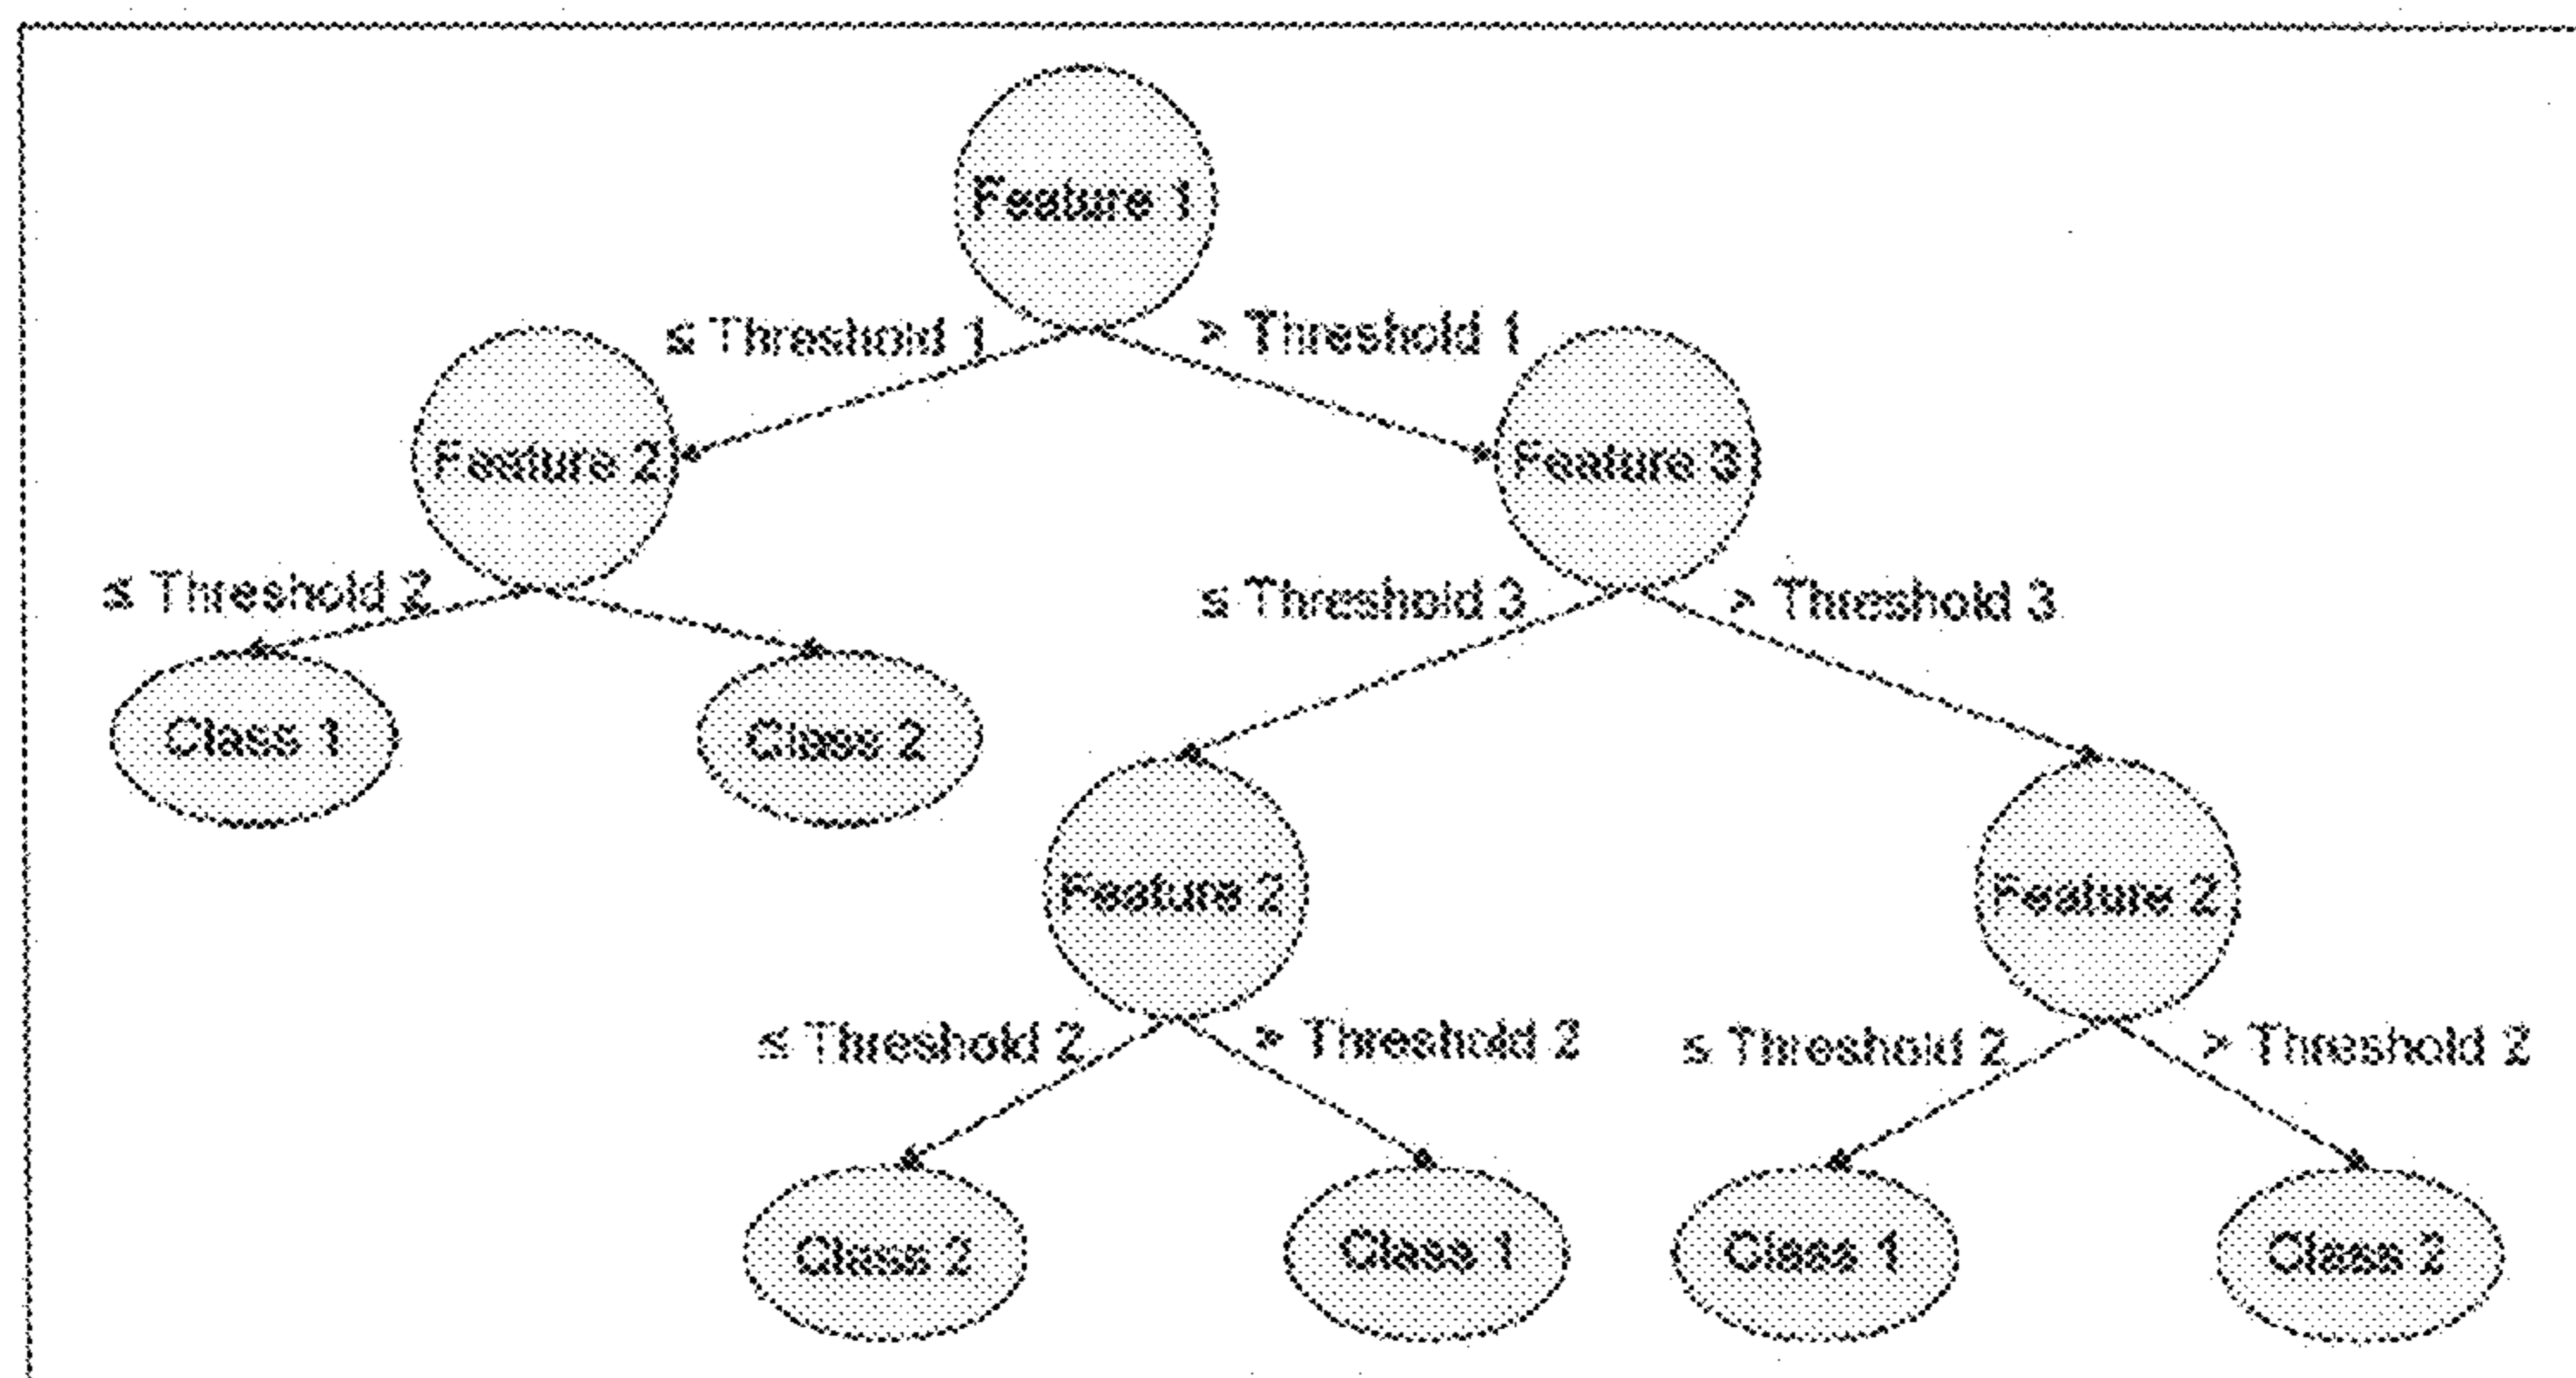 Feature 1
≤ Threshold 1
> Threshold 1
Feature 2
Feature 3
≤ Threshold 2
≤ Threshold 3
> Threshold 3
Class 1
Class 2
Feature 2
Feature 2
≤ Threshold 2
> Threshold 2
≤ Threshold 2
> Threshold 2
Class 2
Class 1
Class 1
Class 2